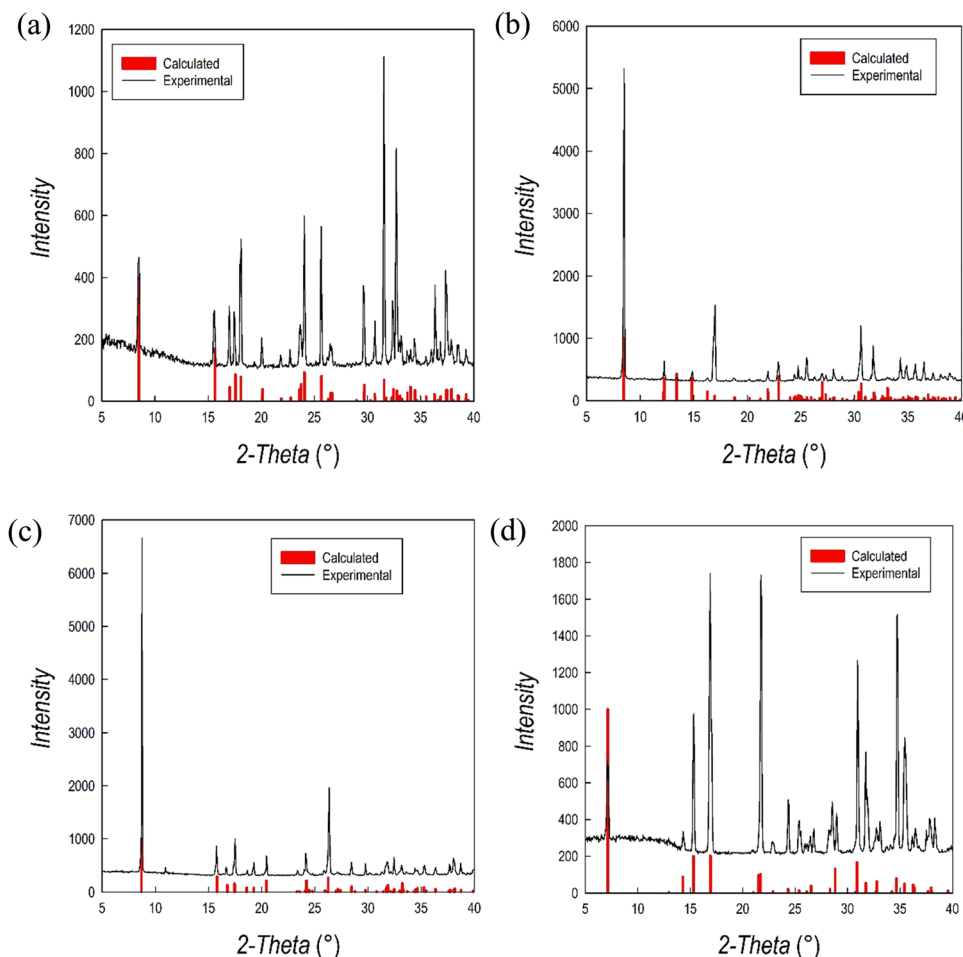 (a)
Calculated
Experimental
1200
1000
800
600
400
200
0
5 10 15 20 25 30 35 40
Intensity
2-Theta (°)
(b)
Calculated
Experimental
6000
5000
4000
3000
2000
1000
0
5 10 15 20 25 30 35 40
Intensity
2-Theta (°)
(c)
Calculated
Experimental
7000
6000
5000
4000
3000
2000
1000
0
5 10 15 20 25 30 35 40
Intensity
2-Theta (°)
(d)
Calculated
Experimental
2000
1800
1600
1400
1200
1000
800
600
400
200
0
5 10 15 20 25 30 35 40
Intensity
2-Theta (°)